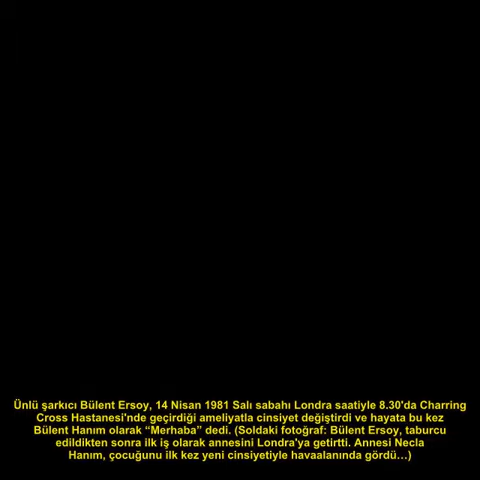 Ünlü şarkıcı Bülent Ersoy, 14 Nisan 1981 Salı sabahı Londra saatiyle 8.30'da Charring
Cross Hastanesi'nde geçirdiği ameliyatla cinsiyet değiştirdi ve hayata bu kez
Bülent Hanım olarak “Merhaba” dedi. (Soldaki fotoğraf: Bülent Ersoy, taburcu
edildikten sonra ilk iş olarak annesini Londra'ya getirtti. Annesi Necla
Hanım, çocuğunu ilk kez yeni cinsiyetiyle havaalanında gördü…)